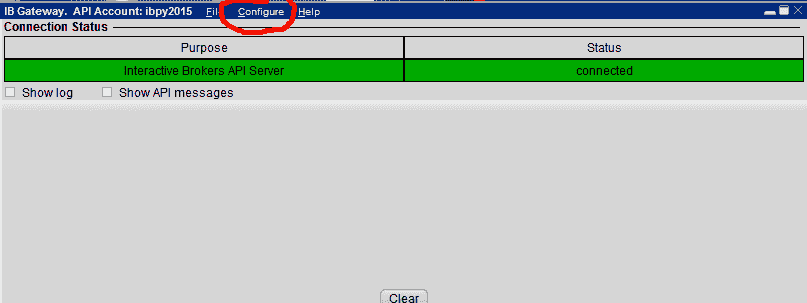 IB Gateway. API Account: ibpy2015 File Configure Help
Connection Status
Purpose Status
Interactive Brokers API Server connected
Show log Show API messages
Clear